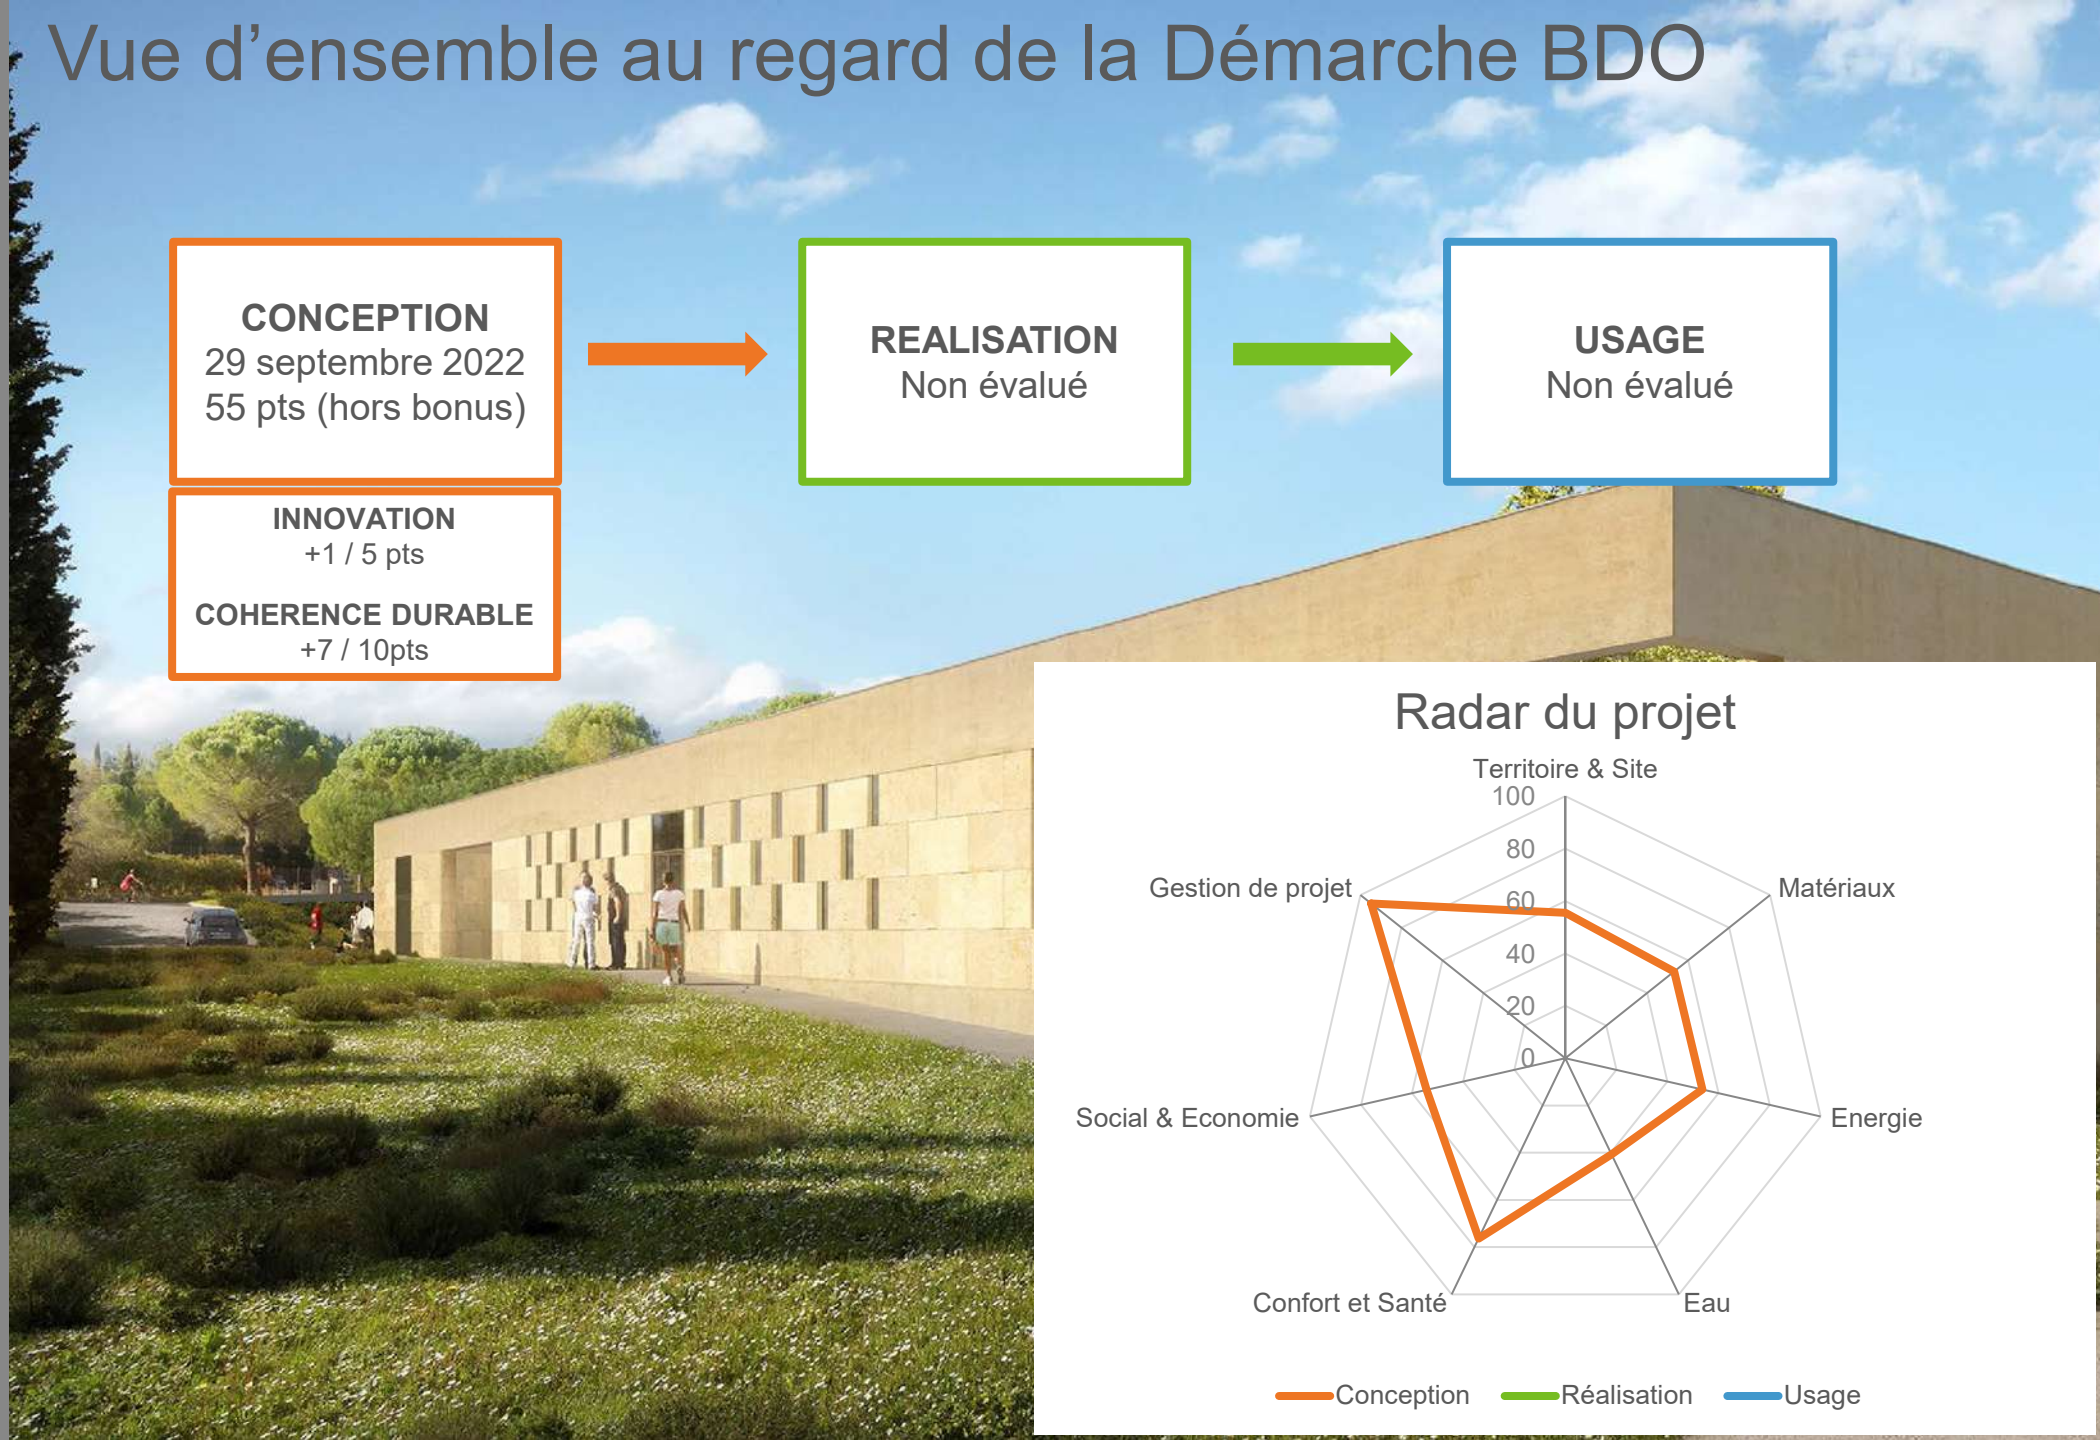 Vue d’ensemble au regard de la Démarche BDO
CONCEPTION
29 septembre 2022
55 pts (hors bonus)
REALISATION
Non évalué
USAGE
Non évalué
INNOVATION
+1 / 5 pts
COHERENCE DURABLE
+7 / 10pts
Radar du projet
Territoire & Site
100
80
60
40
20
0
Gestion de projet
Matériaux
Social & Economie
Energie
Confort et Santé
Eau
Conception
Réalisation
Usage